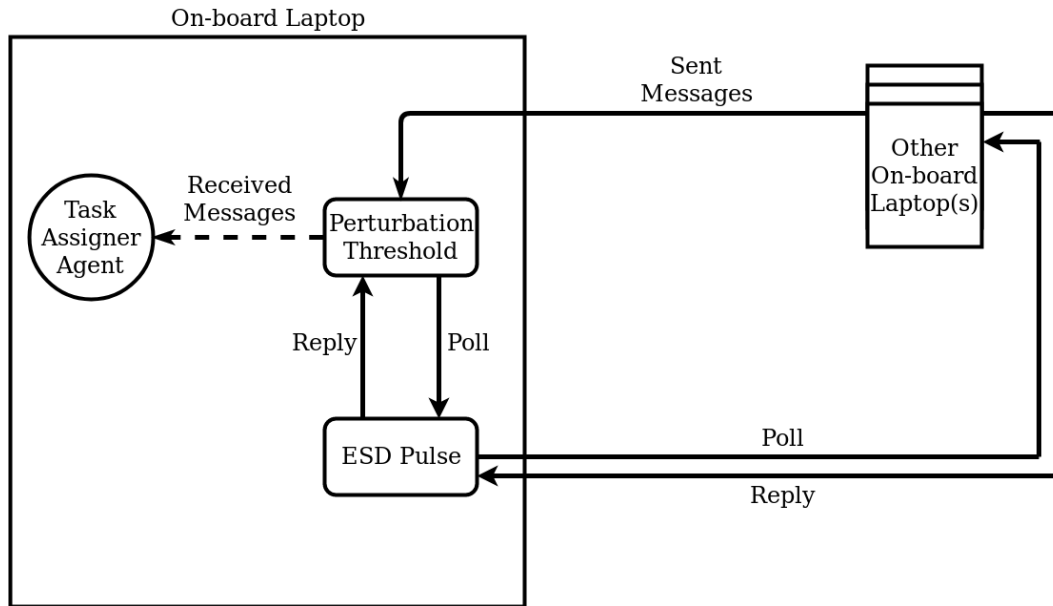 On-board Laptop
Sent
Messages
Other
On-board
Laptop(s)
Received
Messages
Task
Assigner
Agent
Perturbation
Threshold
Reply
Poll
ESD Pulse
Poll
Reply